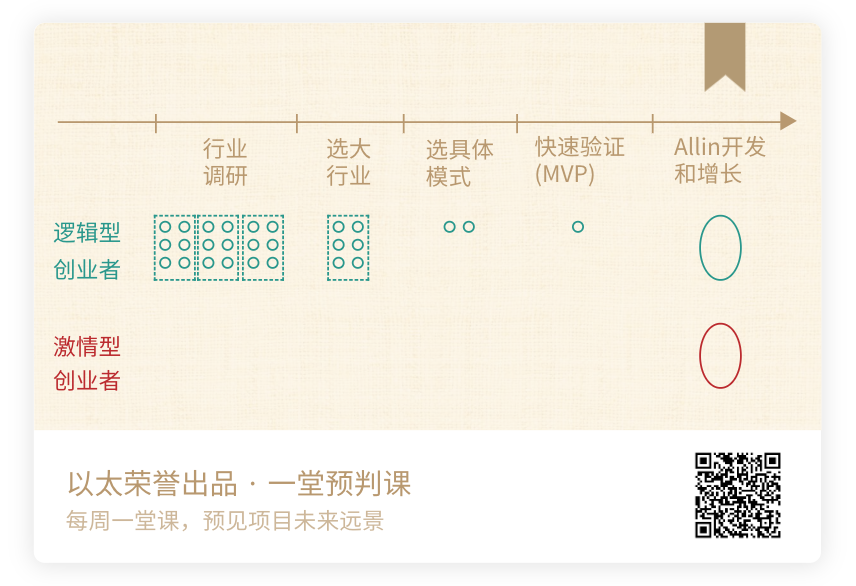 行业
调研
选大
行业
选具体
模式
快速验证
(MVP)
Allin开发
和增长
逻辑型
创业者
激情型
创业者
以太荣誉出品 · 一堂预判课
每周一堂课，预见项目未来远景